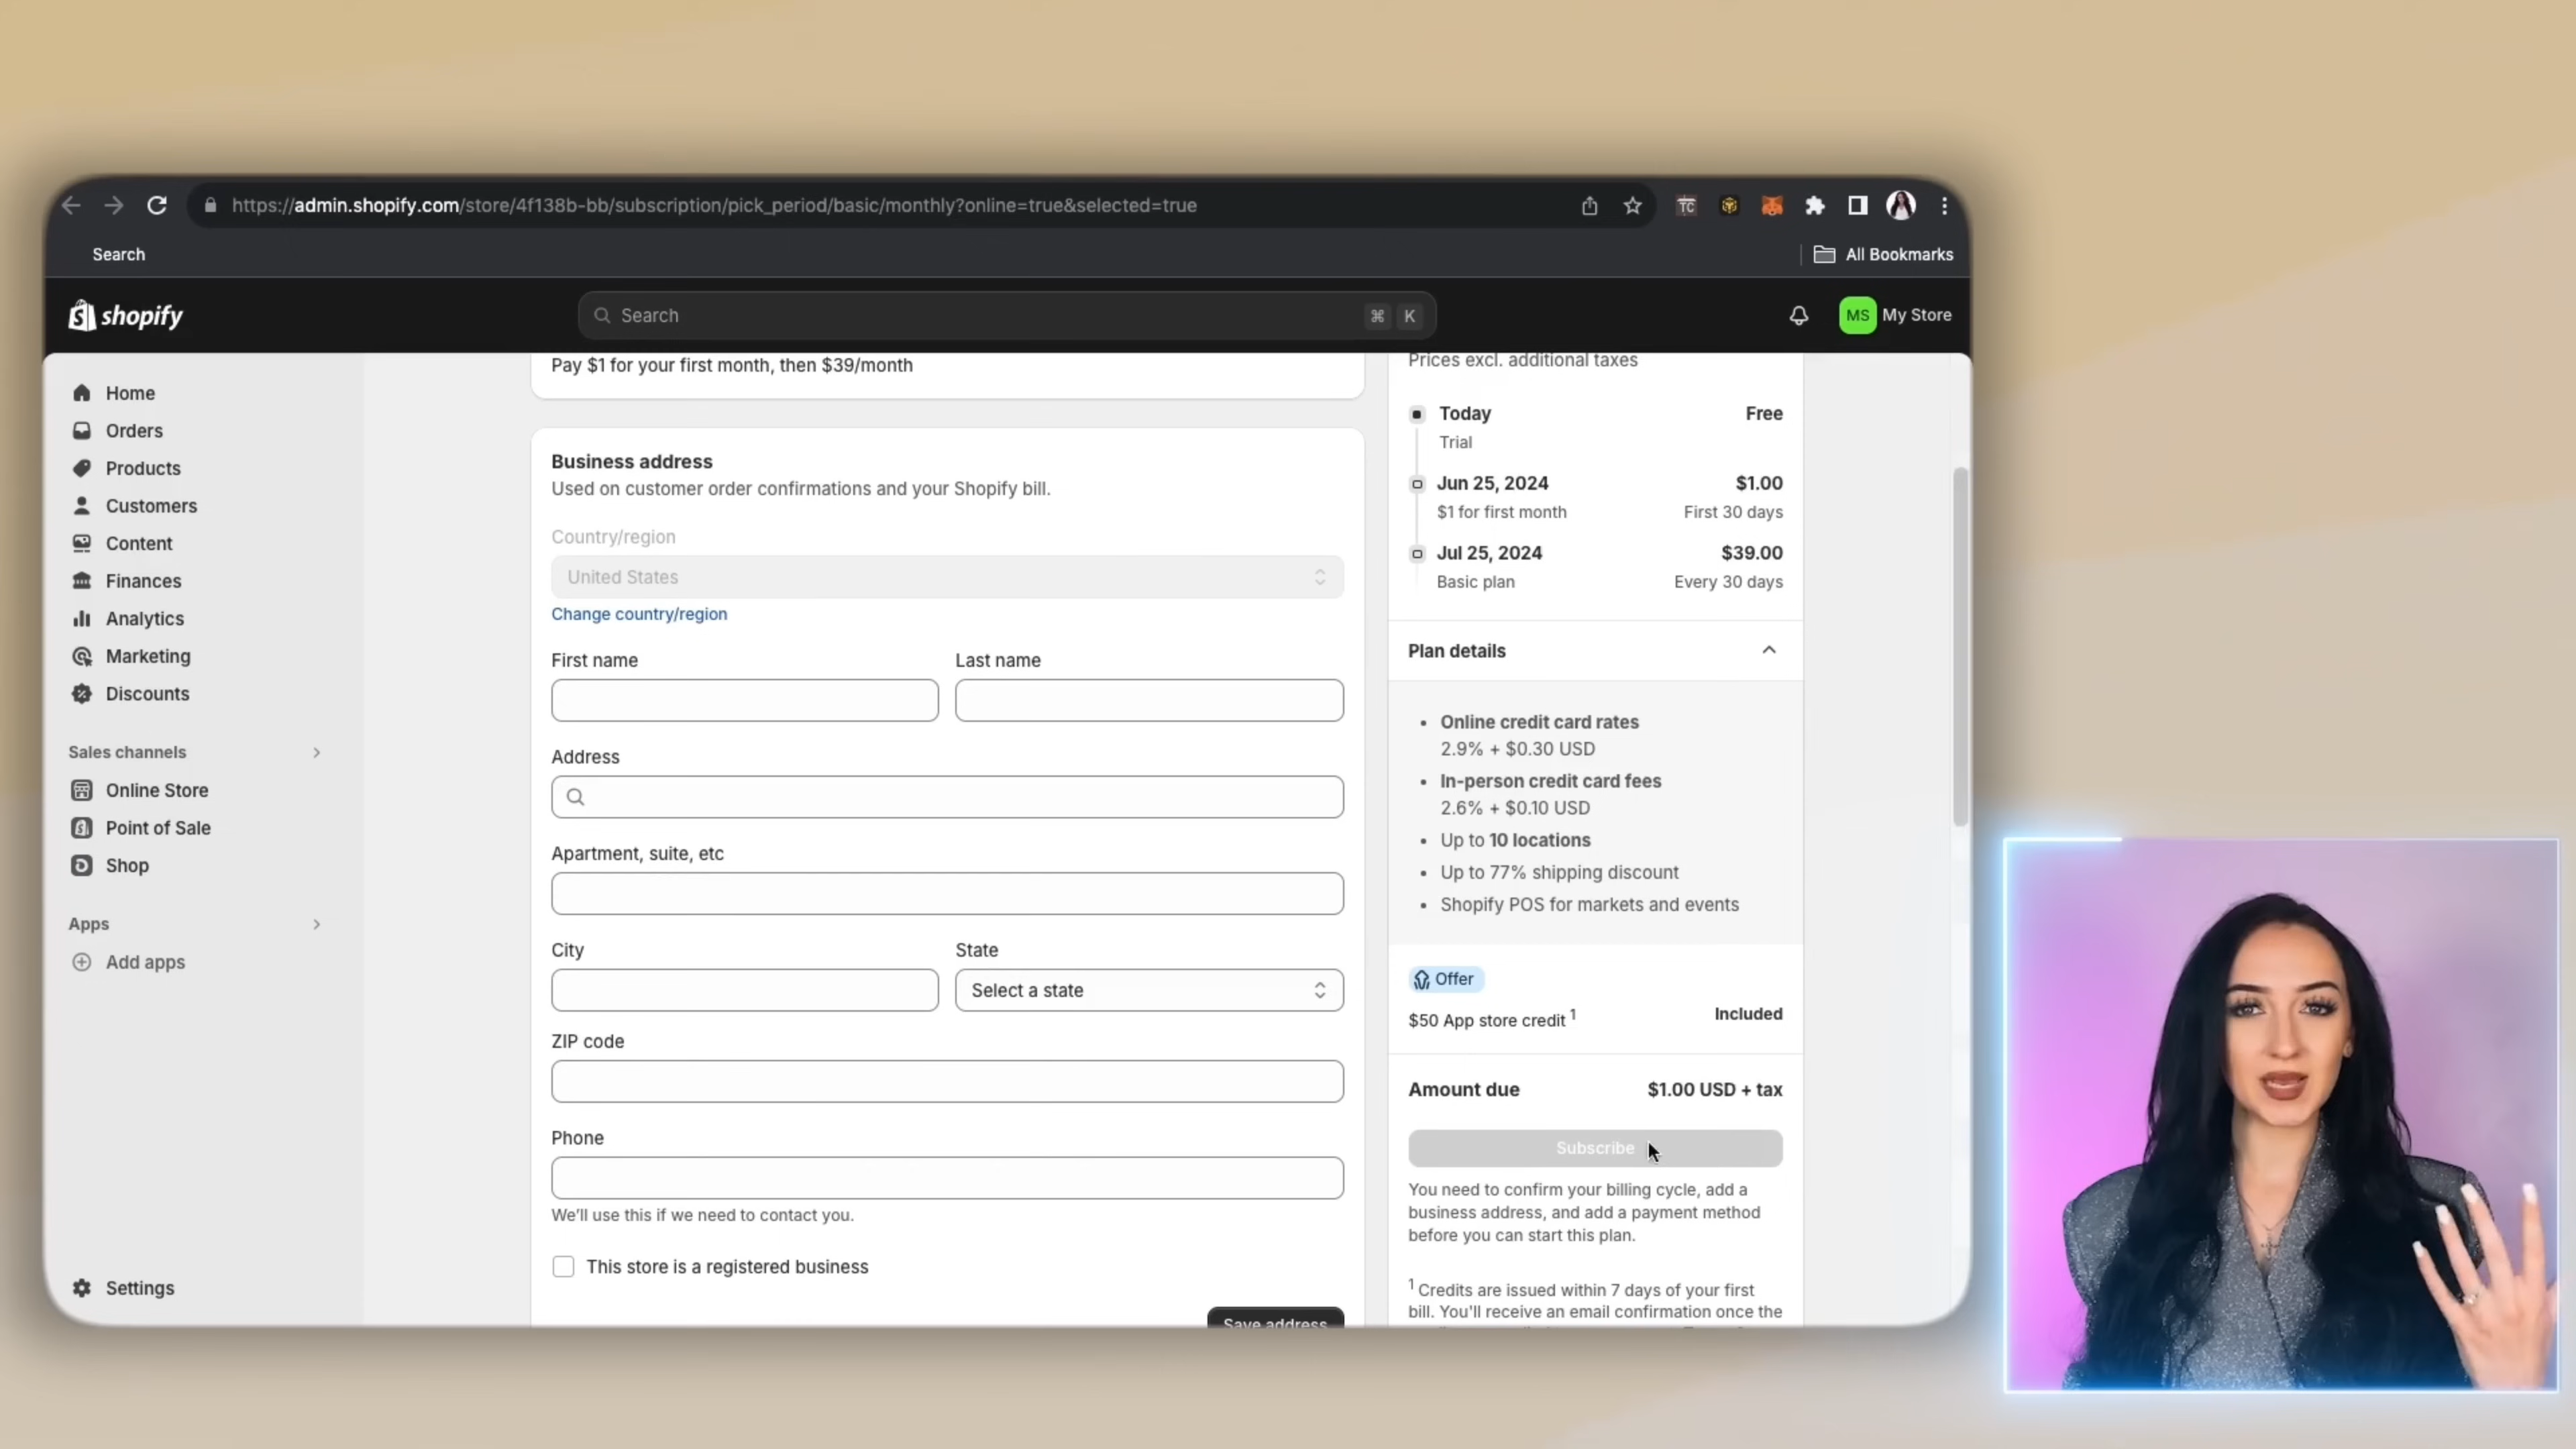 https://admin.shopify.com/store/4f138b-bb/subscription/pick_period/basic/monthly?online=true&selected=true
TC
Search
All Bookmarks
shopify
Search
⌘ K
MS My Store
Home
Orders
Products
Customers
Content
Finances
Analytics
Marketing
Discounts
Sales channels
Online Store
Point of Sale
Shop
Apps
Add apps
Settings
Pay $1 for your first month, then $39/month
Business address
Used on customer order confirmations and your Shopify bill.
Country/region
United States
Change country/region
First name
Last name
Address
Apartment, suite, etc
City
State
Select a state
ZIP code
Phone
We'll use this if we need to contact you.
This store is a registered business
Save address
Prices excl. additional taxes
Today Free
Trial
Jun 25, 2024 $1.00
$1 for first month First 30 days
Jul 25, 2024 $39.00
Basic plan Every 30 days
Plan details
• Online credit card rates
2.9% + $0.30 USD
• In-person credit card fees
2.6% + $0.10 USD
• Up to 10 locations
• Up to 77% shipping discount
• Shopify POS for markets and events
Offer
$50 App store credit 1 Included
Amount due $1.00 USD + tax
Subscribe
You need to confirm your billing cycle, add a
business address, and add a payment method
before you can start this plan.
1 Credits are issued within 7 days of your first
bill. You'll receive an email confirmation once the